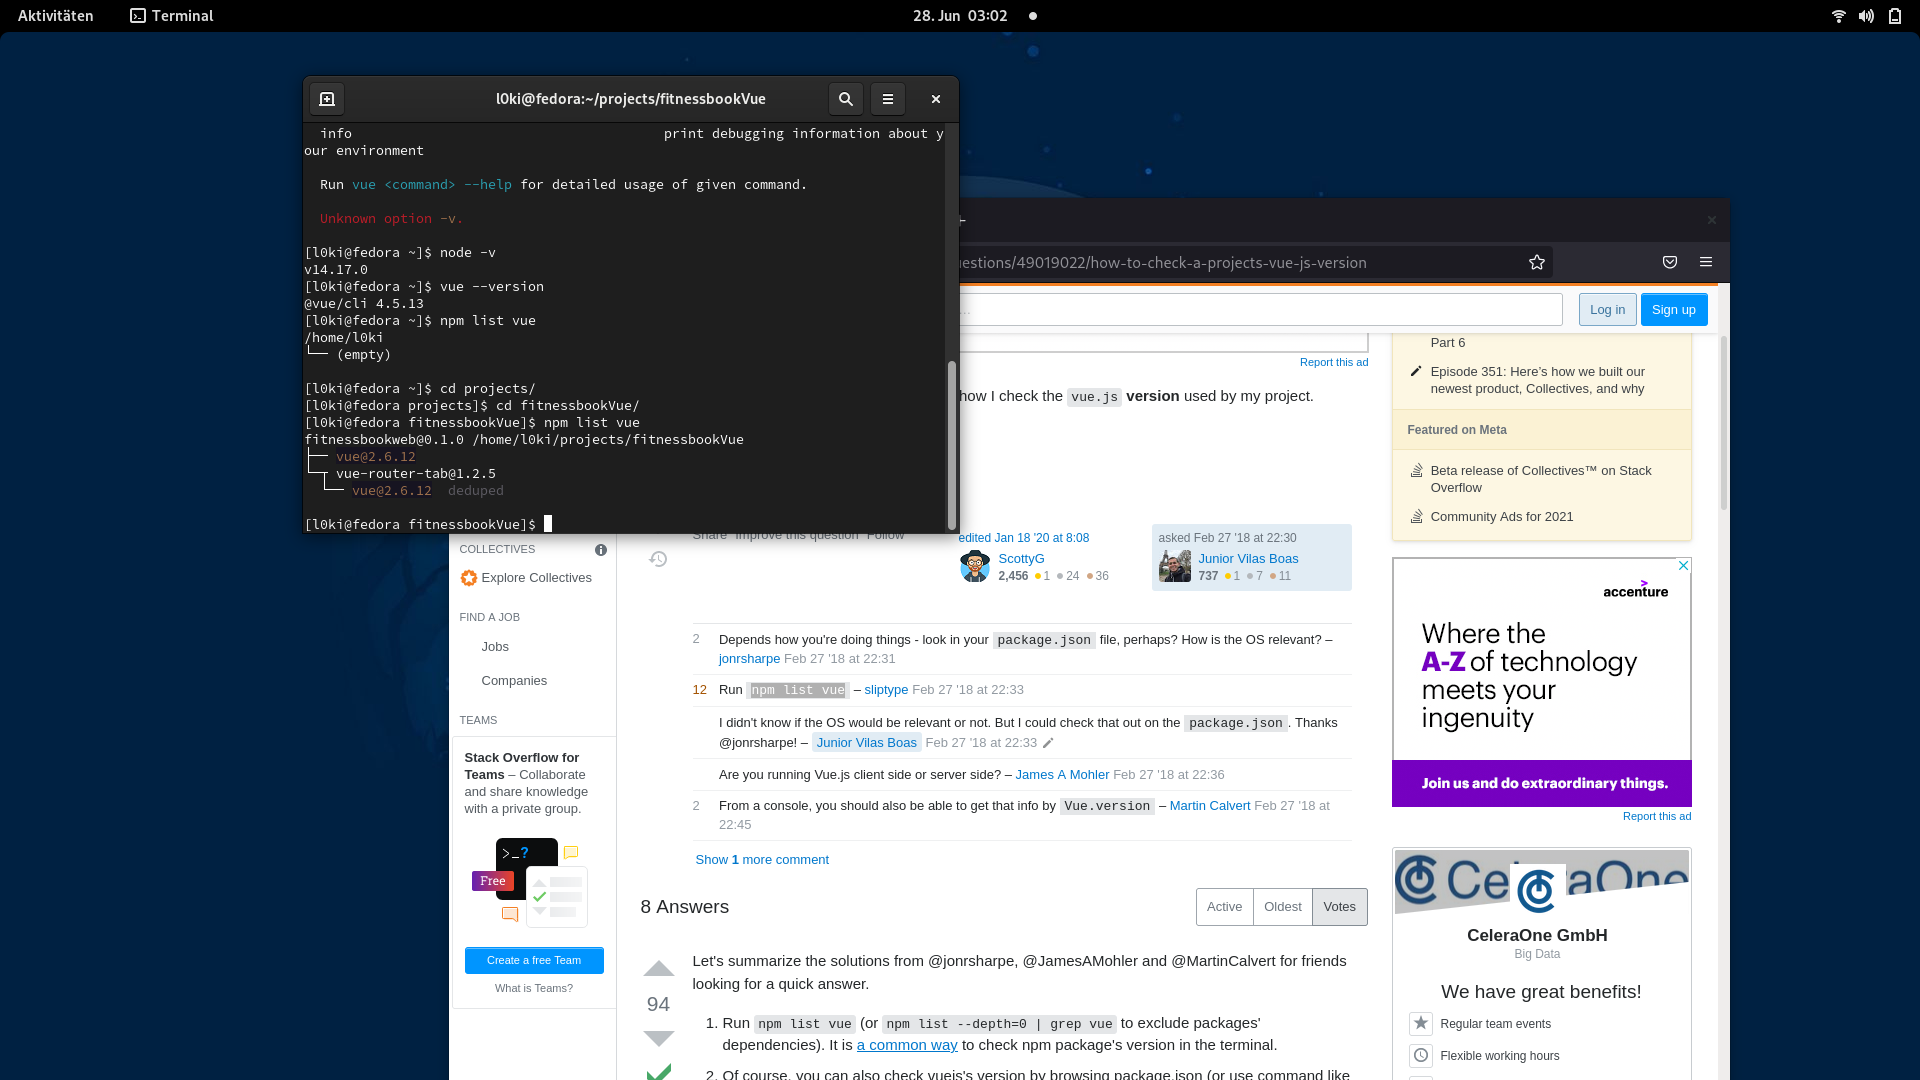 Aktivitäten
Terminal
28. Jun 03:02
l0ki@fedora:~/projects/fitnessbookVue
info print debugging information about y
our environment
Run vue <command> --help for detailed usage of given command.
Unknown option -v.
[l0ki@fedora ~]$ node -v
v14.17.0
[l0ki@fedora ~]$ vue --version
@vue/cli 4.5.13
[l0ki@fedora ~]$ npm list vue
/home/l0ki
└── (empty)
[l0ki@fedora ~]$ cd projects/
[l0ki@fedora projects]$ cd fitnessbookVue/
[l0ki@fedora fitnessbookVue]$ npm list vue
fitnessbookweb@0.1.0 /home/l0ki/projects/fitnessbookVue
├── vue@2.6.12
└─┬ vue-router-tab@1.2.5
└── vue@2.6.12 deduped
[l0ki@fedora fitnessbookVue]$
uestions/49019022/how-to-check-a-projects-vue-js-version
Log in
Sign up
Report this ad
how I check the vue.js version used by my project.
Share Improve this question Follow
edited Jan 18 '20 at 8:08
ScottyG
2,456 1 24 36
asked Feb 27 '18 at 22:30
Junior Vilas Boas
737 1 7 11
COLLECTIVES
Explore Collectives
FIND A JOB
Jobs
Companies
TEAMS
Stack Overflow for
Teams – Collaborate
and share knowledge
with a private group.
>_?
Free
Create a free Team
What is Teams?
2 Depends how you're doing things - look in your package.json file, perhaps? How is the OS relevant? –
jonrsharpe Feb 27 '18 at 22:31
12 Run npm list vue – sliptype Feb 27 '18 at 22:33
I didn't know if the OS would be relevant or not. But I could check that out on the package.json. Thanks
@jonrsharpe! – Junior Vilas Boas Feb 27 '18 at 22:33
Are you running Vue.js client side or server side? – James A Mohler Feb 27 '18 at 22:36
2 From a console, you should also be able to get that info by Vue.version – Martin Calvert Feb 27 '18 at
22:45
Show 1 more comment
8 Answers
Active Oldest Votes
94
Let's summarize the solutions from @jonrsharpe, @JamesAMohler and @MartinCalvert for friends
looking for a quick answer.
1. Run npm list vue (or npm list --depth=0 | grep vue to exclude packages'
dependencies). It is a common way to check npm package's version in the terminal.
2. Of course, you can also check vuejs's version by browsing package.json (or use command like
Part 6
Episode 351: Here's how we built our
newest product, Collectives, and why
Featured on Meta
Beta release of Collectives™ on Stack
Overflow
Community Ads for 2021
accenture
Where the
A-Z of technology
meets your
ingenuity
Join us and do extraordinary things.
Report this ad
CeleraOne GmbH
Big Data
We have great benefits!
Regular team events
Flexible working hours